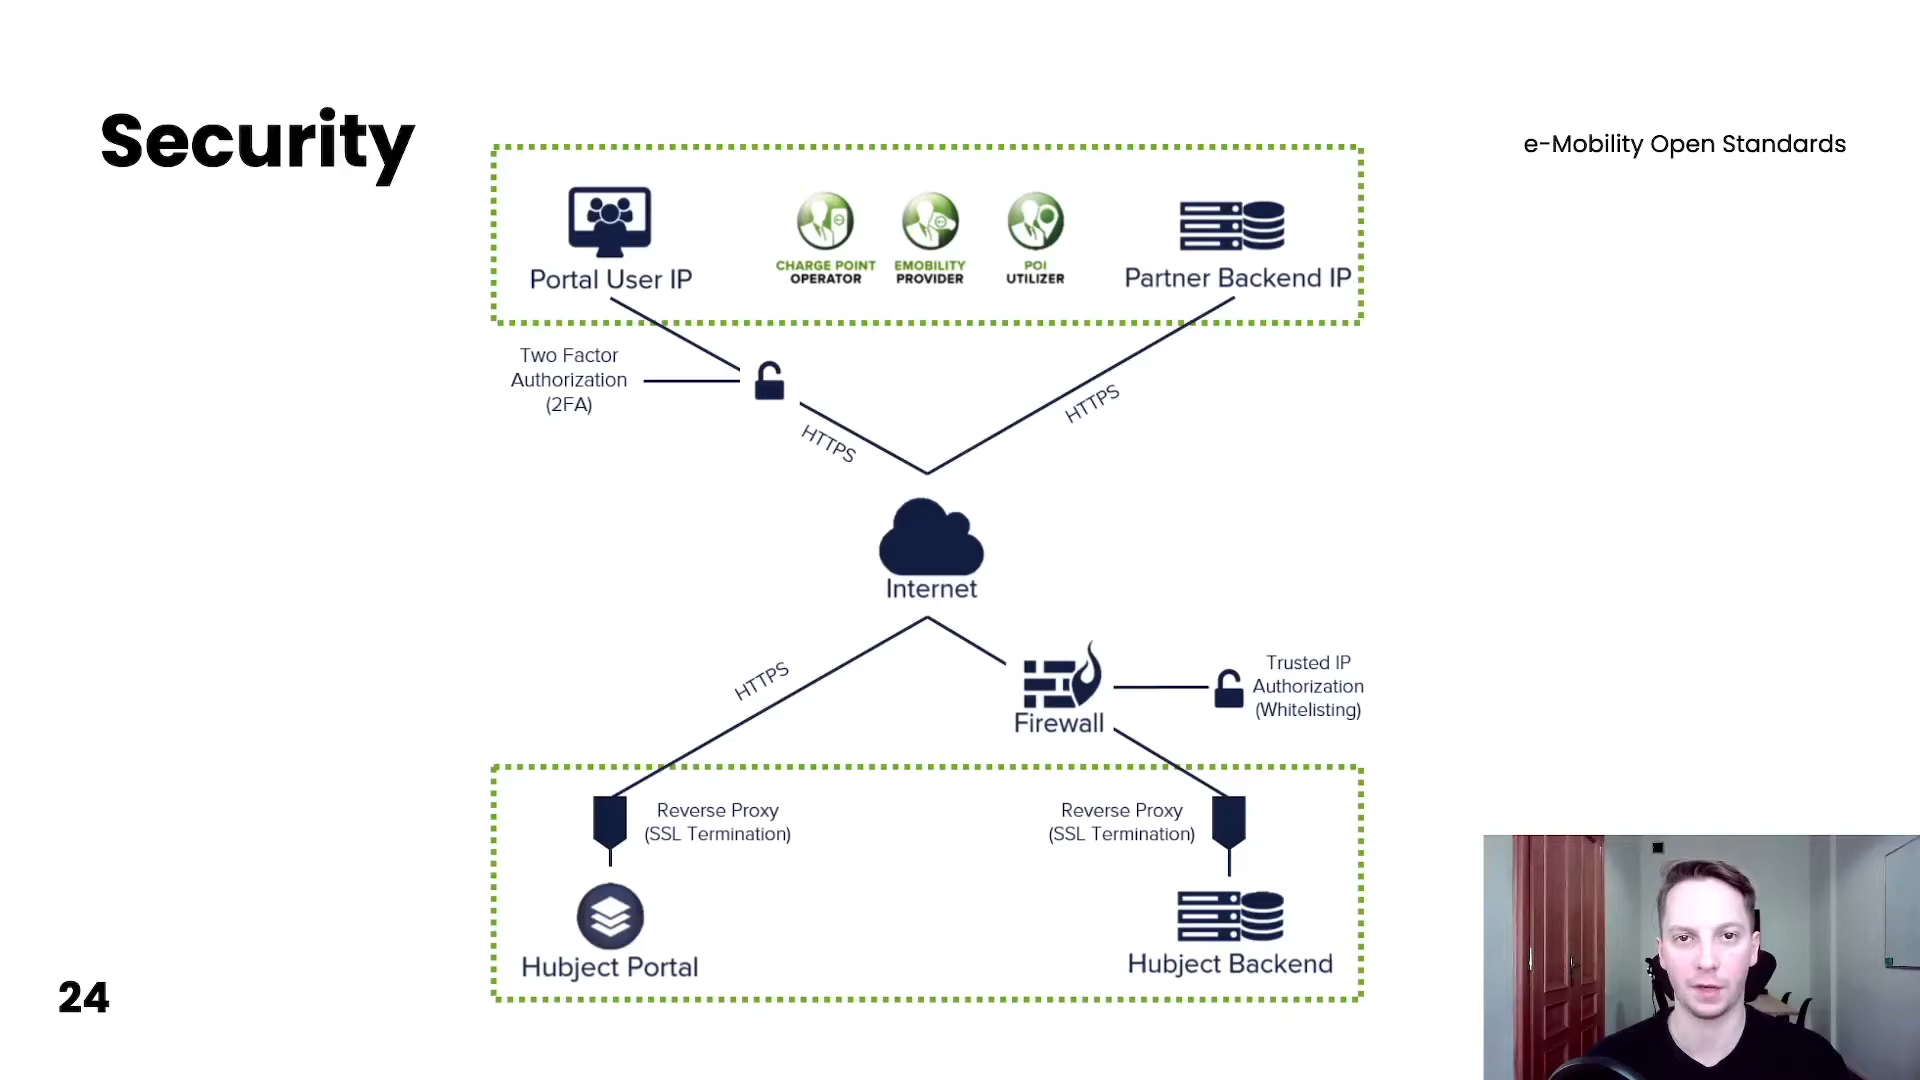 Security
e-Mobility Open Standards
Portal User IP
CHARGE POINT
OPERATOR
EMOBILITY
PROVIDER
POI
UTILIZER
Partner Backend IP
Two Factor
Authorization
(2FA)
HTTPS
HTTPS
Internet
HTTPS
Firewall
Trusted IP
Authorization
(Whitelisting)
Reverse Proxy
(SSL Termination)
Reverse Proxy
(SSL Termination)
Hubject Portal
Hubject Backend
24